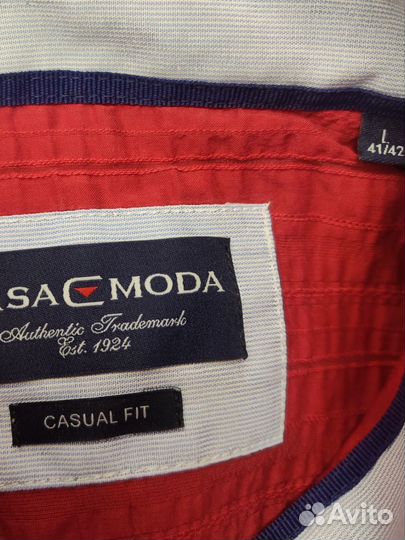 L
41/42
ASA MODA
Authentic Trademark
Est. 1924
CASUAL FIT
Avito